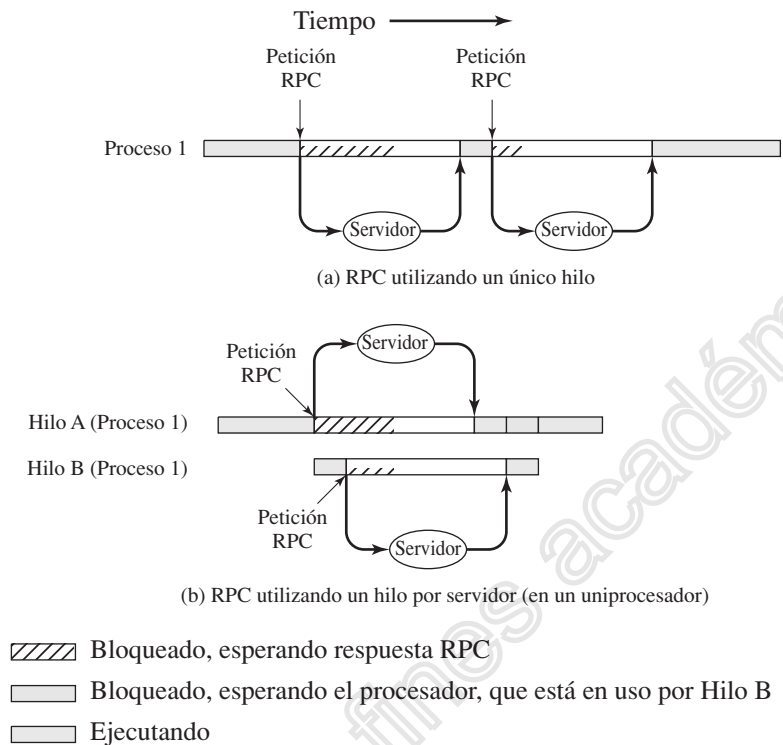 Tiempo
Petición
RPC
Petición
RPC
Proceso 1
Servidor
Servidor
(a) RPC utilizando un único hilo
Servidor
Petición
RPC
Hilo A (Proceso 1)
Hilo B (Proceso 1)
Petición
RPC
Servidor
(b) RPC utilizando un hilo por servidor (en un uniprocesador)
Bloqueado, esperando respuesta RPC
Bloqueado, esperando el procesador, que está en uso por Hilo B
Ejecutando
fines académ